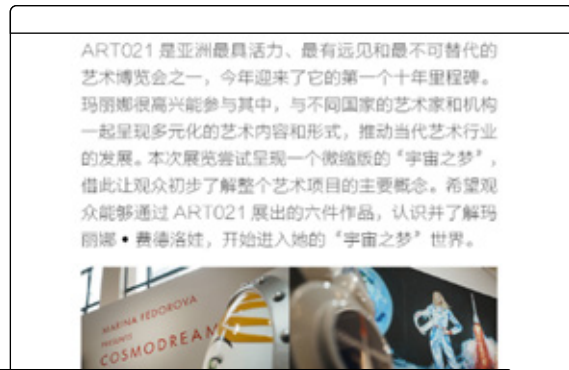 ART021 是亚洲最具活力、最有远见和最不可替代的
艺术博览会之一，今年迎来了它的第一个十年里程碑。
玛丽娜很高兴能参与其中，与不同国家的艺术家和机构
一起呈现多元化的艺术内容和形式，推动当代艺术行业
的发展。本次展览尝试呈现一个微缩版的“宇宙之梦”，
借此让观众初步了解整个艺术项目的主要概念。希望观
众能够通过 ART021 展出的六件作品，认识并了解玛
丽娜•费德洛娃，开始进入她的“宇宙之梦”世界。
MARINA FEDOROVA
PRESENTS
COSMODREAM